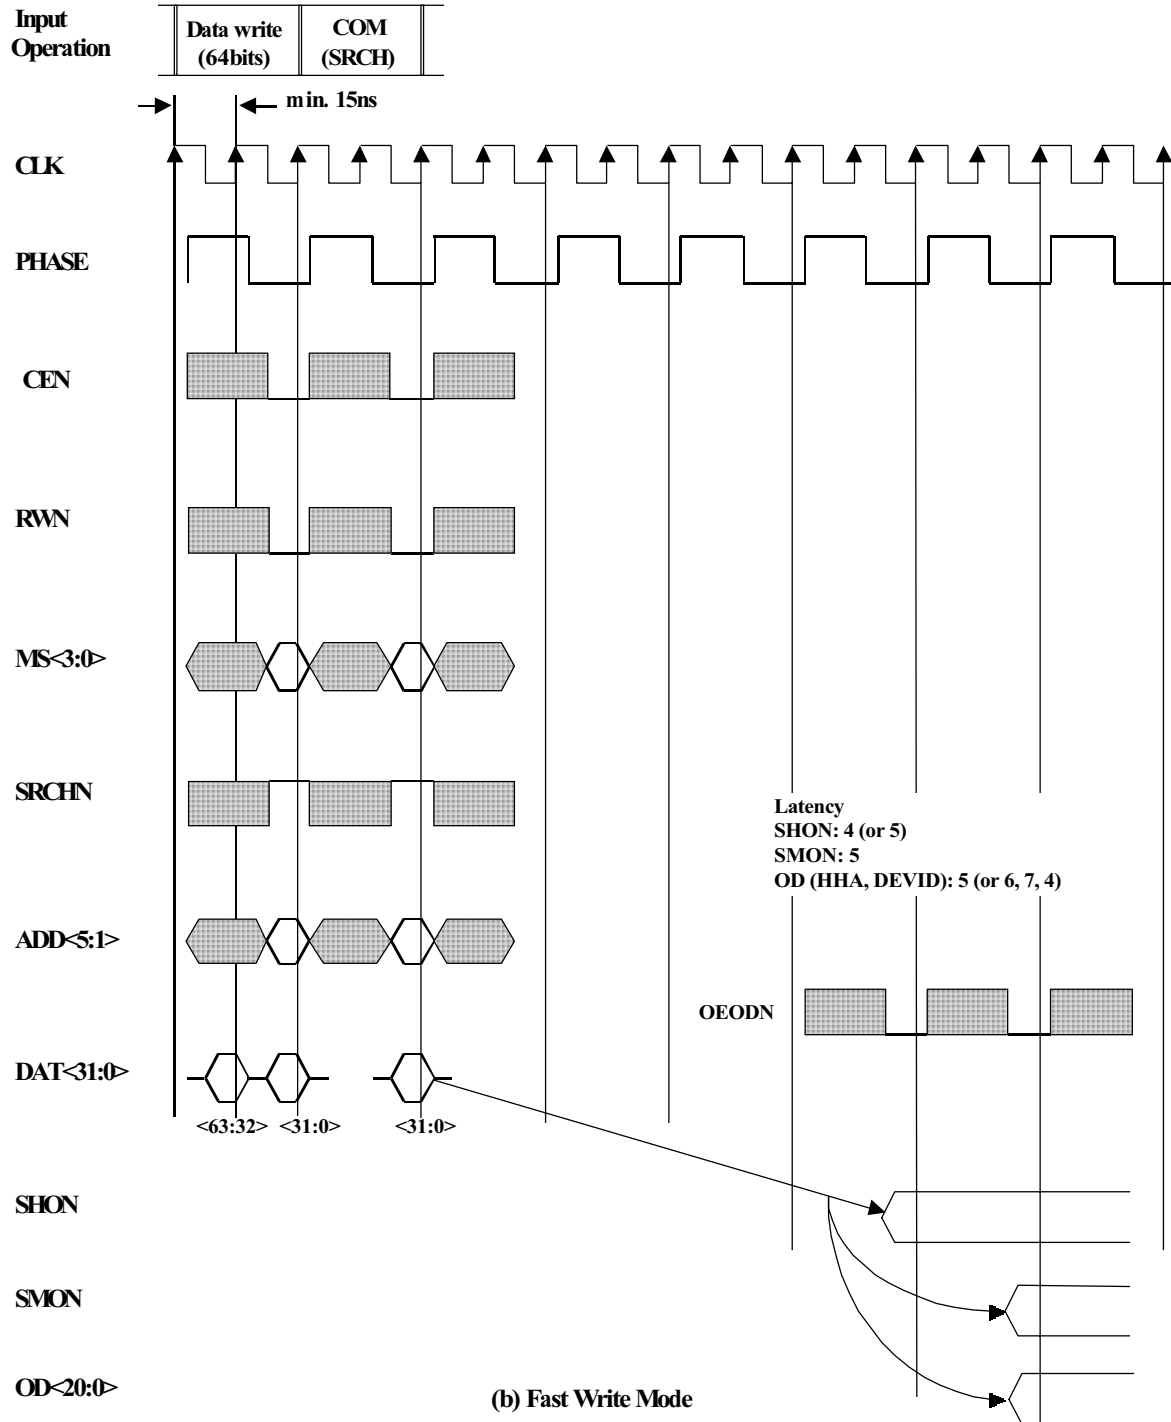 Input
Operation
Data write
(64bits)
COM
(SRCH)
min. 15ns
CLK
PHASE
CEN
RWN
MS<3:0>
SRCHN
Latency
SHON: 4 (or 5)
SMON: 5
OD (HHA, DEVID): 5 (or 6, 7, 4)
ADD<5:1>
OEODN
DAT<31:0>
<63:32> <31:0> <31:0>
SHON
SMON
OD<20:0>
(b) Fast Write Mode